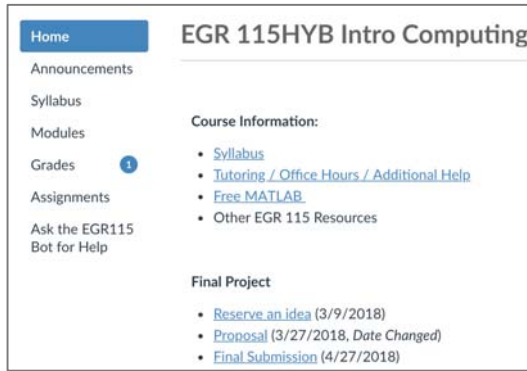 Home
Announcements
Syllabus
Modules
Grades 1
Assignments
Ask the EGR115
Bot for Help
EGR 115HYB Intro Computing
Course Information:
• Syllabus
• Tutoring / Office Hours / Additional Help
• Free MATLAB
• Other EGR 115 Resources
Final Project
• Reserve an idea (3/9/2018)
• Proposal (3/27/2018, Date Changed)
• Final Submission (4/27/2018)